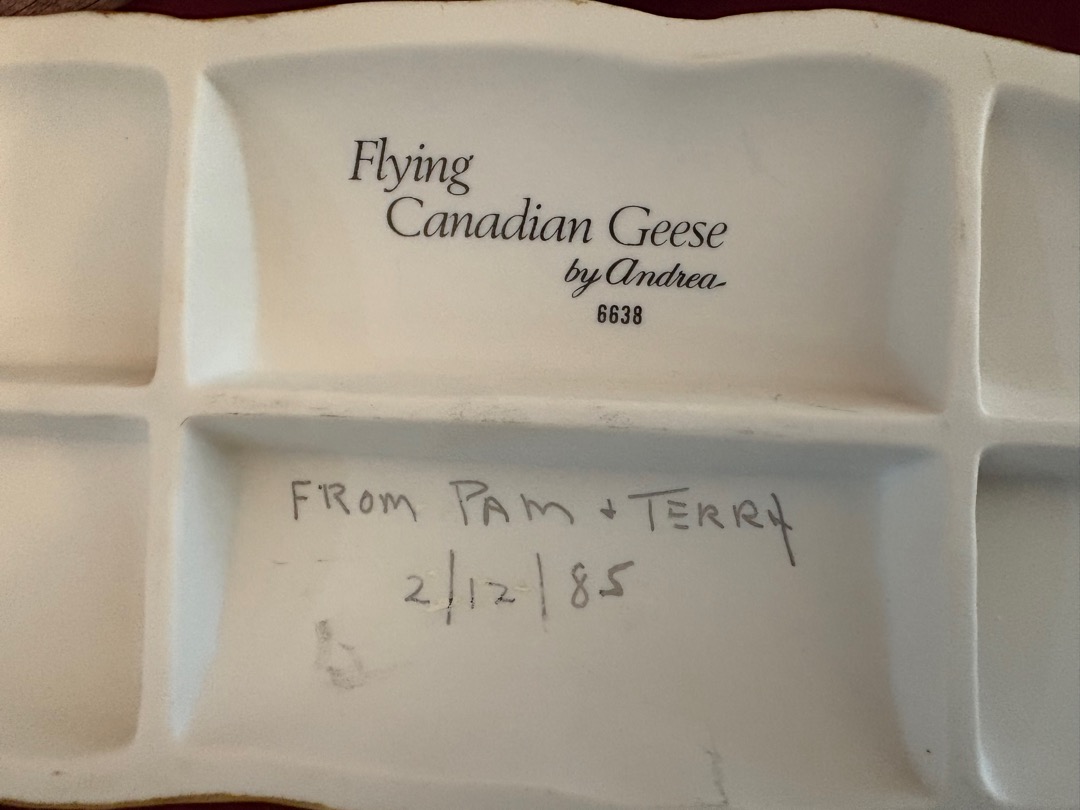 Flying
Canadian Geese
by Andrea
6638
FROM PAM + TERRY
2/12/85